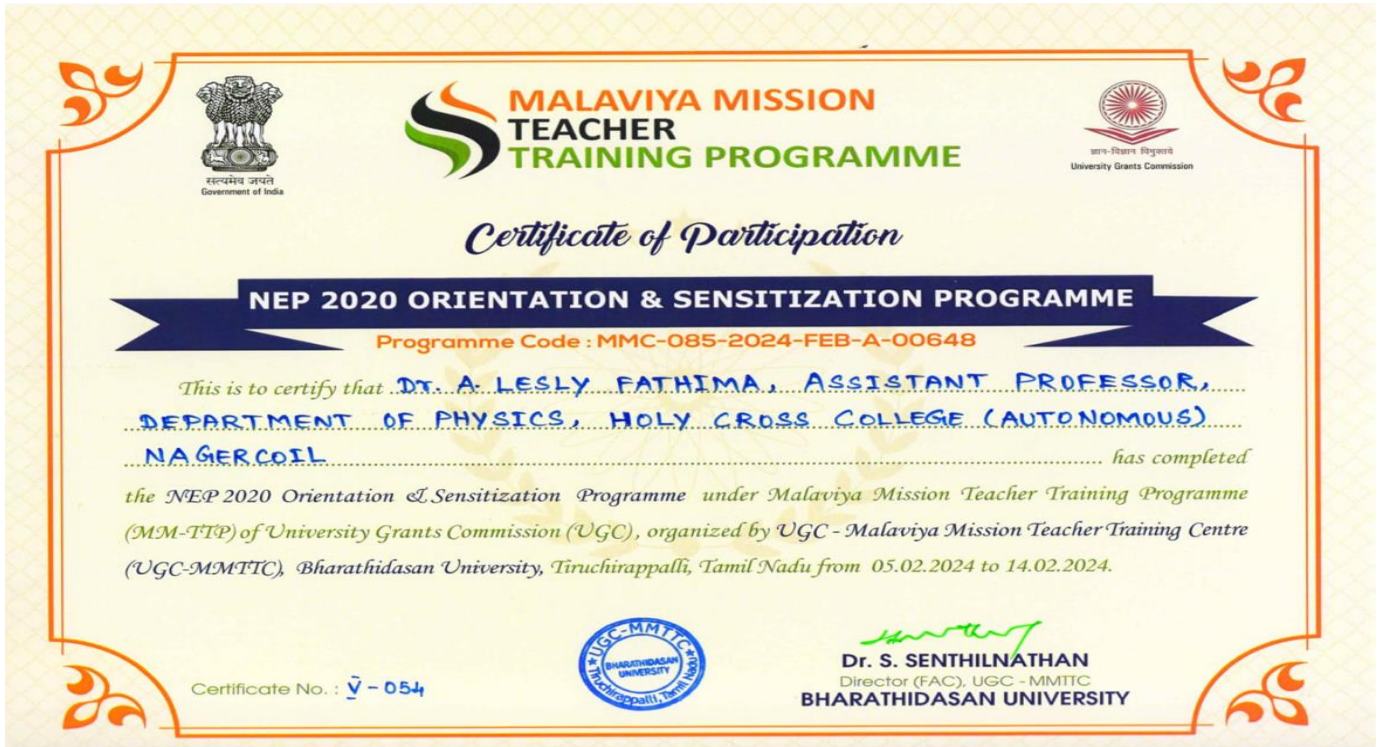 सत्यमेव जयते
Government of India
MALAVIYA MISSION
TEACHER
TRAINING PROGRAMME
ज्ञान-विज्ञान विमुक्तये
University Grants Commission
Certificate of Participation
NEP 2020 ORIENTATION & SENSITIZATION PROGRAMME
Programme Code : MMC-085-2024-FEB-A-00648
This is to certify that Dr. A. LESLY FATHIMA, ASSISTANT PROFESSOR,
DEPARTMENT OF PHYSICS, HOLY CROSS COLLEGE (AUTONOMOUS)
NAGERCOIL has completed
the NEP 2020 Orientation & Sensitization Programme under Malaviya Mission Teacher Training Programme
(MM-TTP) of University Grants Commission (UGC), organized by UGC - Malaviya Mission Teacher Training Centre
(UGC-MMTTC), Bharathidasan University, Tiruchirappalli, Tamil Nadu from 05.02.2024 to 14.02.2024.
UGC-MMTTC
BHARATHIDASAN
UNIVERSITY
Tiruchirappalli, Tamil Nadu
Dr. S. SENTHILNATHAN
Director (FAC), UGC - MMTTC
BHARATHIDASAN UNIVERSITY
Certificate No. : V - 054